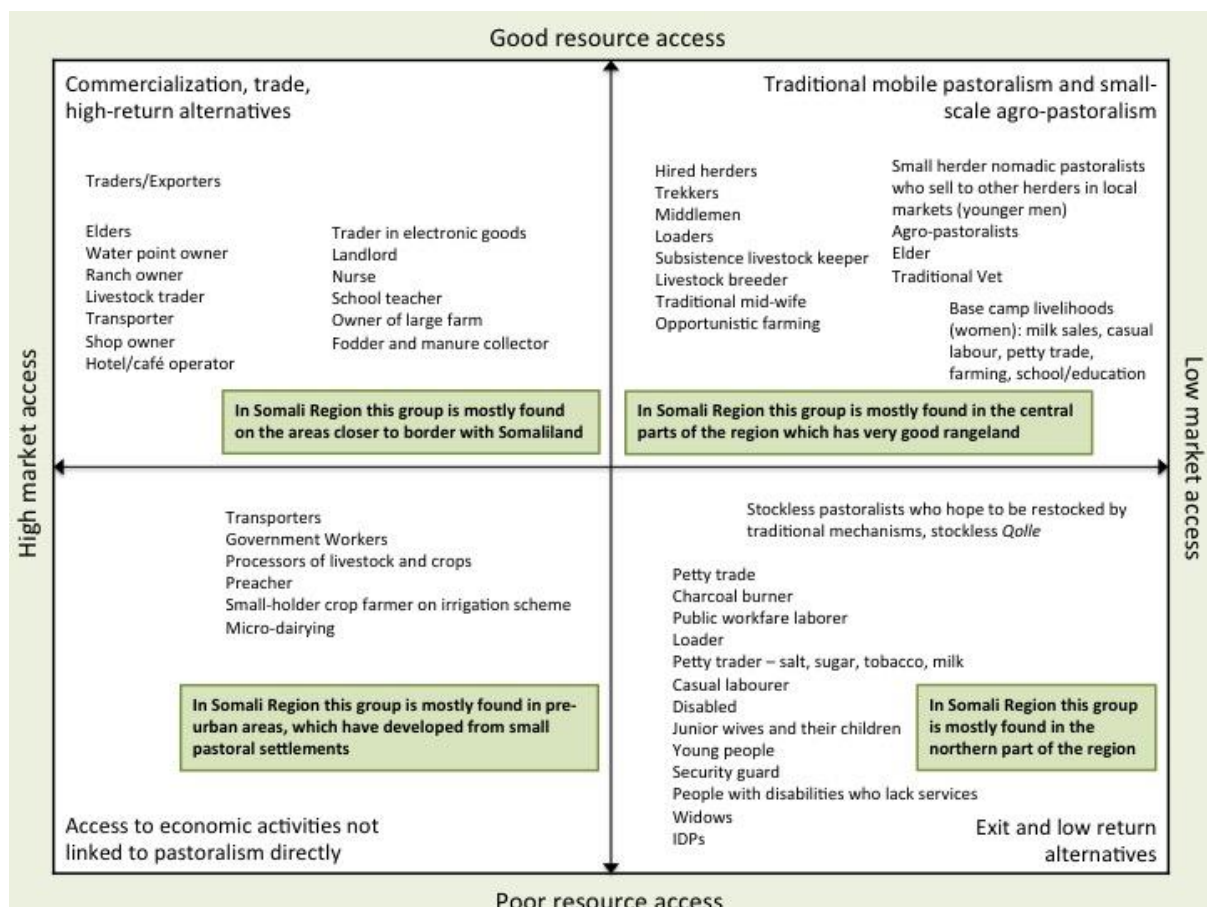 Good resource access
Commercialization, trade,
high-return alternatives
Traders/Exporters
Elders
Water point owner
Ranch owner
Livestock trader
Transporter
Shop owner
Hotel/café operator
Trader in electronic goods
Landlord
Nurse
School teacher
Owner of large farm
Fodder and manure collector
In Somali Region this group is mostly found
on the areas closer to border with Somaliland
Traditional mobile pastoralism and small-
scale agro-pastoralism
Hired herders
Trekkers
Middlemen
Loaders
Subsistence livestock keeper
Livestock breeder
Traditional mid-wife
Opportunistic farming
Small herder nomadic pastoralists
who sell to other herders in local
markets (younger men)
Agro-pastoralists
Elder
Traditional Vet
Base camp livelihoods
(women): milk sales, casual
labour, petty trade,
farming, school/education
In Somali Region this group is mostly found in the central
parts of the region which has very good rangeland
High market access
Low market access
Transporters
Government Workers
Processors of livestock and crops
Preacher
Small-holder crop farmer on irrigation scheme
Micro-dairying
In Somali Region this group is mostly found in pre-
urban areas, which have developed from small
pastoral settlements
Access to economic activities not
linked to pastoralism directly
Stockless pastoralists who hope to be restocked by
traditional mechanisms, stockless Qolle
Petty trade
Charcoal burner
Public workfare laborer
Loader
Petty trader – salt, sugar, tobacco, milk
Casual labourer
Disabled
Junior wives and their children
Young people
Security guard
People with disabilities who lack services
Widows
IDPs
In Somali Region this group
is mostly found in the
northern part of the region
Exit and low return
alternatives
Poor resource access